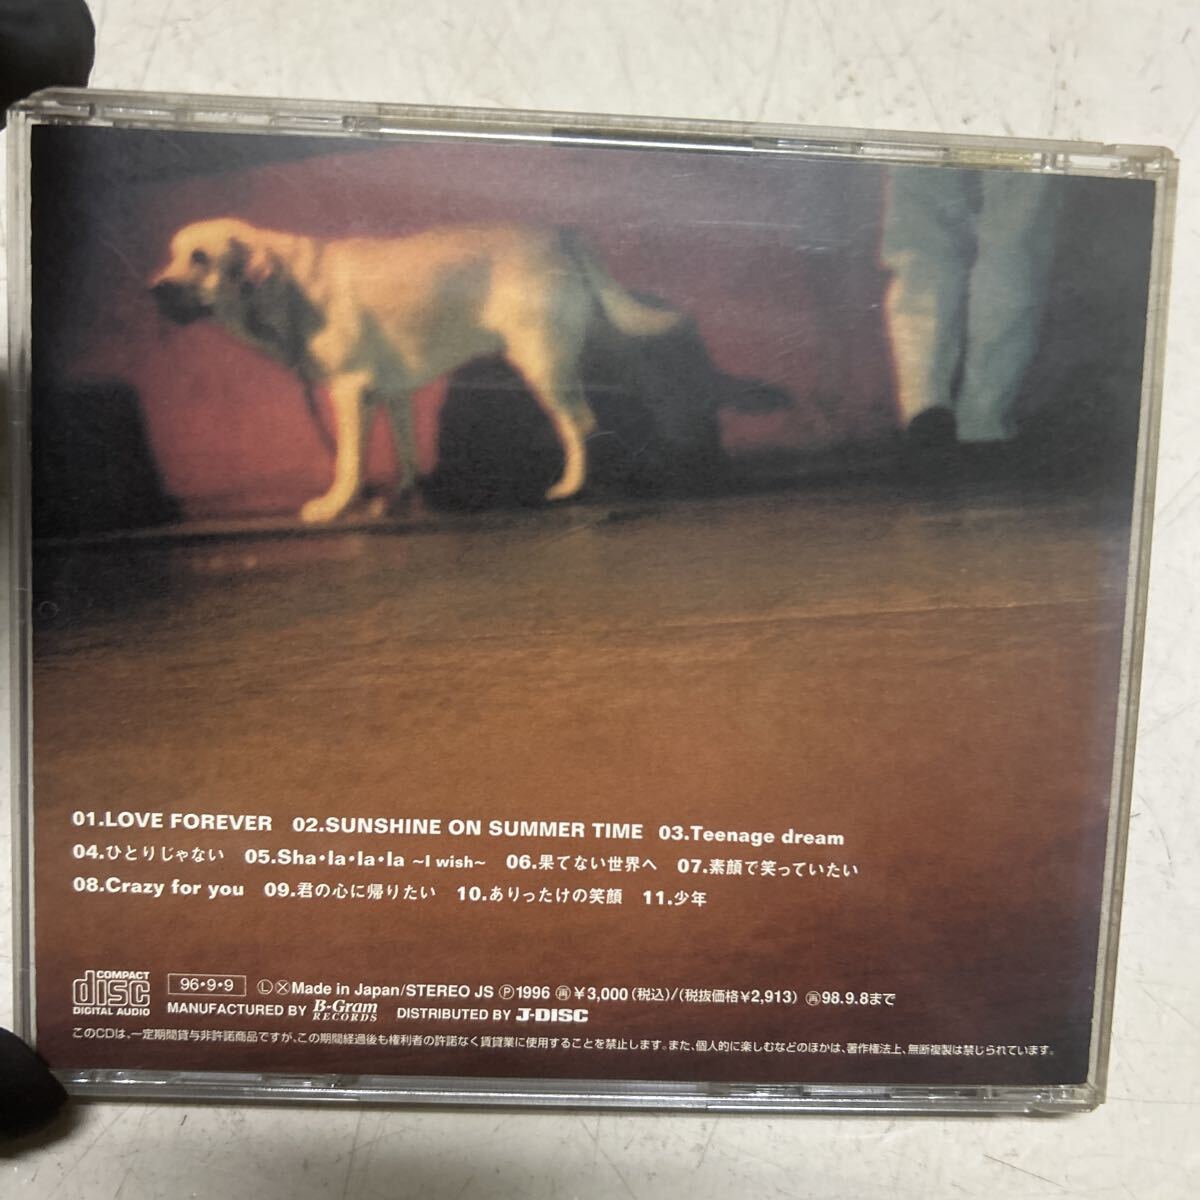 01.LOVE FOREVER 02.SUNSHINE ON SUMMER TIME 03.Teenage dream
04.ひとりじゃない 05.Sha・la・la・la ~I wish~ 06.果てない世界へ 07.素顔で笑っていたい
08.Crazy for you 09.君の心に帰りたい 10.ありったけの笑顔 11.少年
COMPACT disc DIGITAL AUDIO
96・9・9 ⓁⓍMade in Japan/STEREO JS Ⓟ1996 再¥3,000(税込)/(税抜価格¥2,913) 再98.9.8まで
MANUFACTURED BY B-Gram RECORDS DISTRIBUTED BY J-DISC
このCDは、一定期間貸与非許諾商品ですが、この期間経過後も権利者の許諾なく賃貸業に使用することを禁止します。また、個人的に楽しむなどのほかは、著作権法上、無断複製は禁じられています。